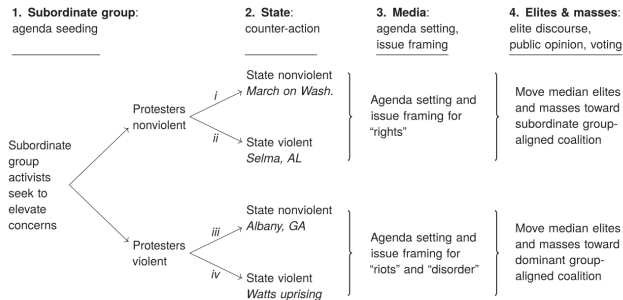 1. Subordinate group:
agenda seeding
2. State:
counter-action
3. Media:
agenda setting,
issue framing
4. Elites & masses:
elite discourse,
public opinion, voting
Subordinate
group
activists
seek to
elevate
concerns
Protesters
nonviolent
i
ii
State nonviolent
March on Wash.
State violent
Selma, AL
Agenda setting and
issue framing for
“rights”
Move median elites
and masses toward
subordinate group-
aligned coalition
Protesters
violent
iii
iv
State nonviolent
Albany, GA
State violent
Watts uprising
Agenda setting and
issue framing for
“riots” and “disorder”
Move median elites
and masses toward
dominant group-
aligned coalition